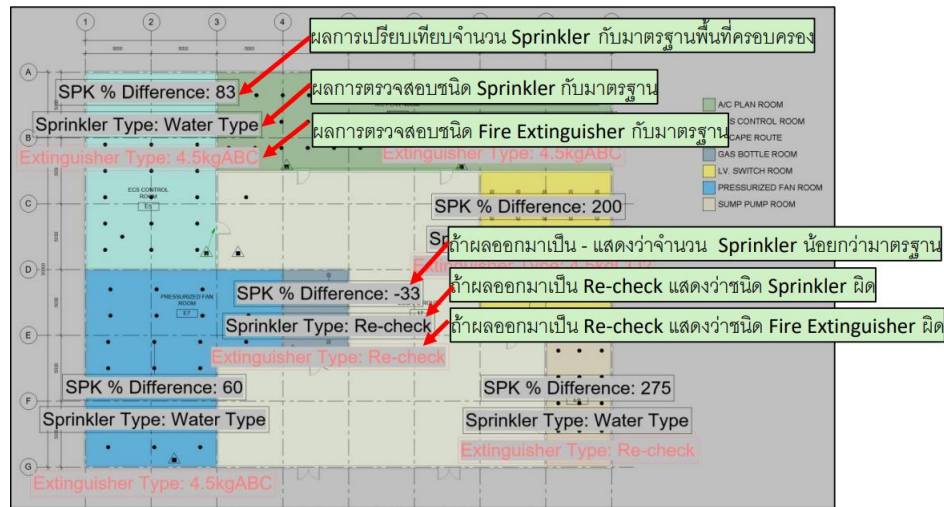 1 2 3 4
6000 6000 6000
ผลการเปรียบเทียบจำนวน Sprinkler กับมาตรฐานพื้นที่ครอบครอง
A
SPK % Difference: 83
ผลการตรวจสอบชนิด Sprinkler กับมาตรฐาน
A/C PLAN ROOM
Sprinkler Type: Water Type
CONTROL ROOM
B
ผลการตรวจสอบชนิด Fire Extinguisher กับมาตรฐาน
ROUTE
Extinguisher Type: 4.5kgABC
Extinguisher Type: 4.5kgABC
GAS BOTTLE ROOM
LV. SWITCH ROOM
PRESSURIZED FAN ROOM
SUMP PUMP ROOM
ECS CONTROL
ROOM
C
SPK % Difference: 200
ถ้าผลออกมาเป็น - แสดงว่าจำนวน Sprinkler น้อยกว่ามาตรฐาน
D
SPK % Difference: -33
ถ้าผลออกมาเป็น Re-check แสดงว่าชนิด Sprinkler ผิด
PRESSURIZED FAN
ROOM
E7
E
Sprinkler Type: Re-check
ถ้าผลออกมาเป็น Re-check แสดงว่าชนิด Fire Extinguisher ผิด
Extinguisher Type: Re-check
SPK % Difference: 60
SPK % Difference: 275
F
Sprinkler Type: Water Type
Sprinkler Type: Water Type
Extinguisher Type: Re-check
G
Extinguisher Type: 4.5kgABC